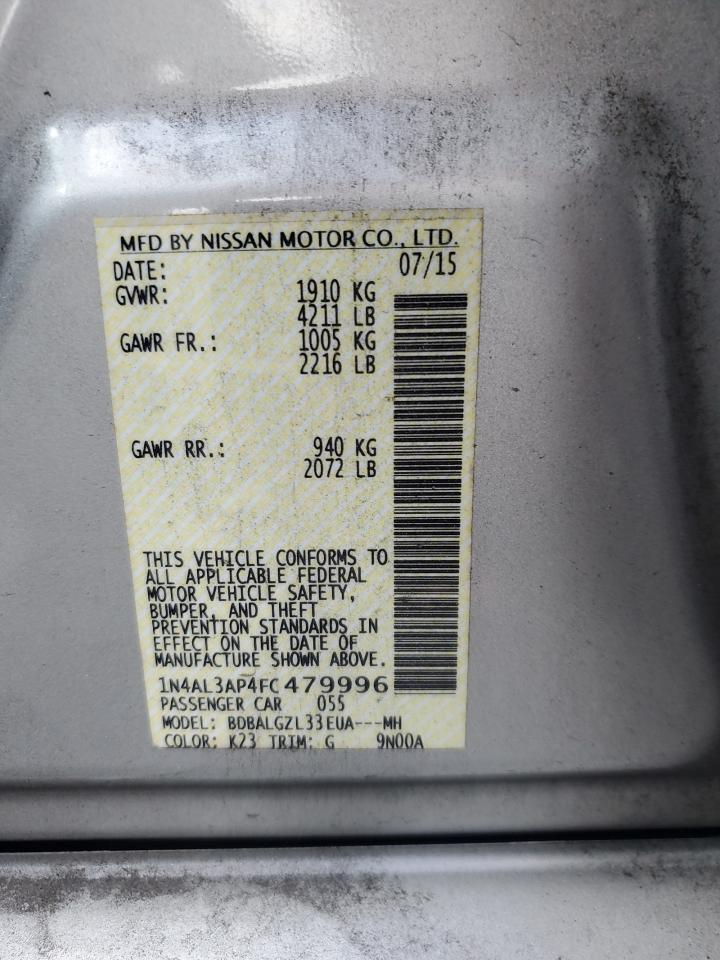 MFD BY NISSAN MOTOR CO., LTD.
DATE: 07/15
GVWR: 1910 KG
4211 LB
GAWR FR.: 1005 KG
2216 LB
GAWR RR.: 940 KG
2072 LB
THIS VEHICLE CONFORMS TO
ALL APPLICABLE FEDERAL
MOTOR VEHICLE SAFETY,
BUMPER, AND THEFT
PREVENTION STANDARDS IN
EFFECT ON THE DATE OF
MANUFACTURE SHOWN ABOVE.
1N4AL3AP4FC479996
PASSENGER CAR 055
MODEL: BDBALGZL33EUA---MH
COLOR: K23 TRIM: G 9N00A